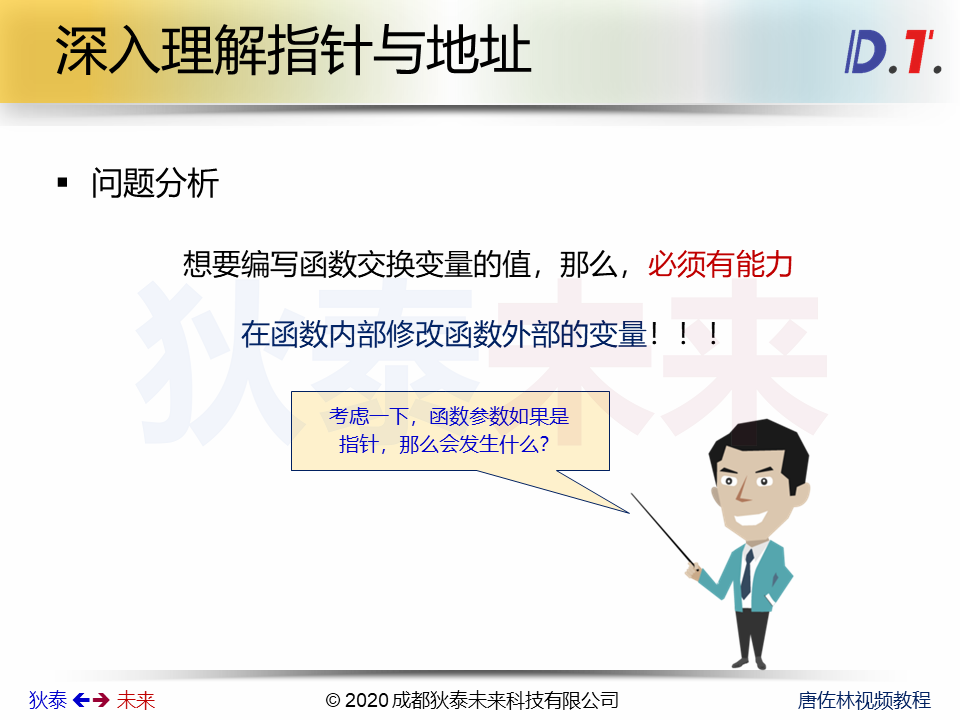 深入理解指针与地址
D.T.
▪ 问题分析
想要编写函数交换变量的值，那么，必须有能力
在函数内部修改函数外部的变量！！！
狄泰未来
考虑一下，函数参数如果是
指针，那么会发生什么？
狄泰 🡸🡺 未来
© 2020 成都狄泰未来科技有限公司
唐佐林视频教程